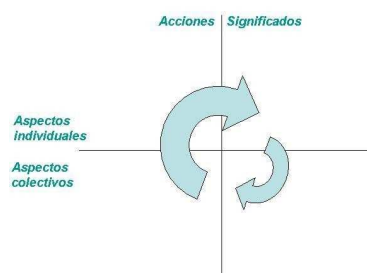 Acciones Significados
Aspectos
individuales
Aspectos
colectivos